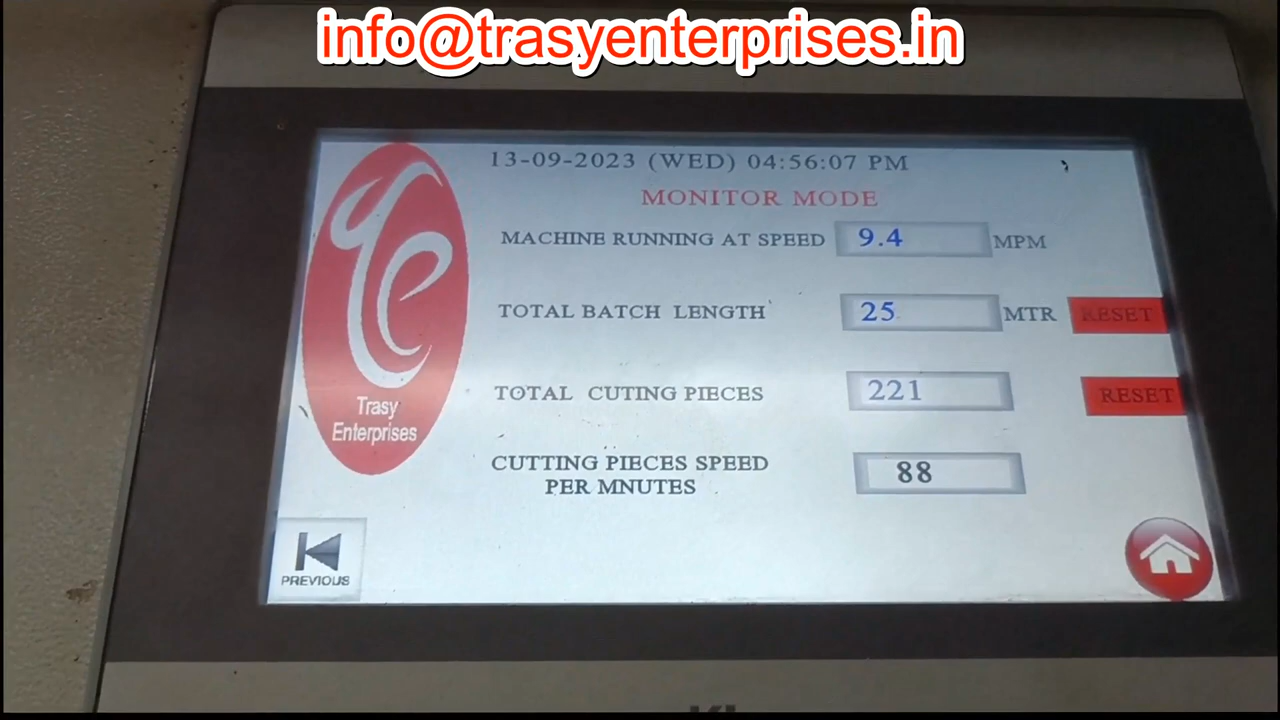 info@trasyenterprises.in
13-09-2023 (WED) 04:56:07 PM
MONITOR MODE
MACHINE RUNNING AT SPEED 9.4 MPM
TOTAL BATCH LENGTH 25 MTR RESET
TOTAL CUTING PIECES 221 RESET
Trasy
Enterprises
CUTTING PIECES SPEED 88
PER MNUTES
PREVIOUS